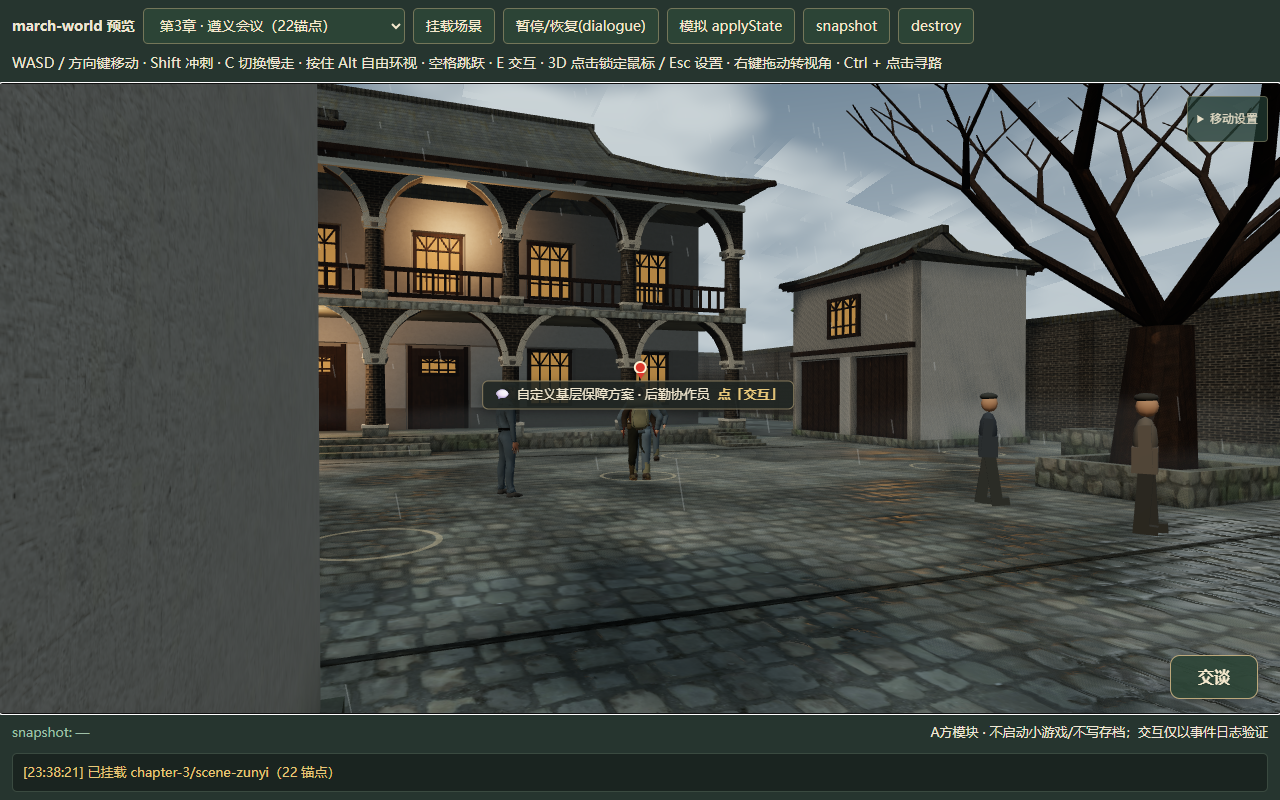 march-world 预览
第3章 · 遵义会议（22锚点）
挂载场景
暂停/恢复(dialogue)
模拟 applyState
snapshot
destroy
WASD / 方向键移动 · Shift 冲刺 · C 切换慢走 · 按住 Alt 自由环视 · 空格跳跃 · E 交互 · 3D 点击锁定鼠标 / Esc 设置 · 右键拖动转视角 · Ctrl + 点击寻路
▶ 移动设置
自定义基层保障方案 · 后勤协作员 点「交互」
交谈
snapshot: —
A方模块 · 不启动小游戏/不写存档；交互仅以事件日志验证
[23:38:21] 已挂载 chapter-3/scene-zunyi（22 锚点）